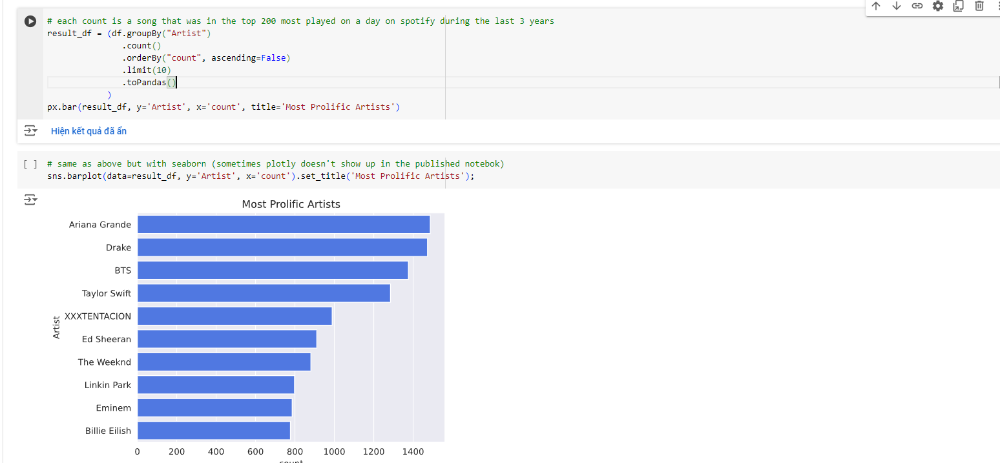 # each count is a song that was in the top 200 most played on a day on spotify during the last 3 years
result_df = (df.groupBy("Artist")
.count()
.orderBy("count", ascending=False)
.limit(10)
.toPandas()
)
px.bar(result_df, y='Artist', x='count', title='Most Prolific Artists')
Hiện kết quả đã ẩn
[ ] # same as above but with seaborn (sometimes plotly doesn't show up in the published notebok)
sns.barplot(data=result_df, y='Artist', x='count').set_title('Most Prolific Artists');
Most Prolific Artists
Artist
Ariana Grande
Drake
BTS
Taylor Swift
XXXTENTACION
Ed Sheeran
The Weeknd
Linkin Park
Eminem
Billie Eilish
0 200 400 600 800 1000 1200 1400
count